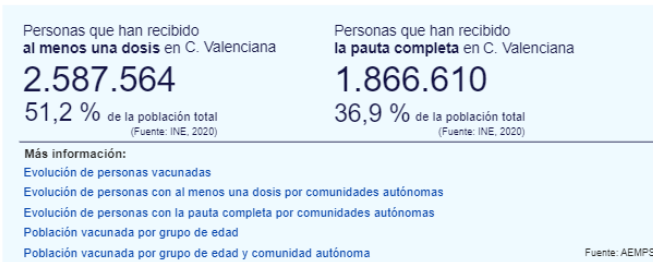 Personas que han recibido
al menos una dosis en C. Valenciana
2.587.564
51,2 % de la población total
(Fuente: INE, 2020)
Personas que han recibido
la pauta completa en C. Valenciana
1.866.610
36,9 % de la población total
(Fuente: INE, 2020)
Más información:
Evolución de personas vacunadas
Evolución de personas con al menos una dosis por comunidades autónomas
Evolución de personas con la pauta completa por comunidades autónomas
Población vacunada por grupo de edad
Población vacunada por grupo de edad y comunidad autónoma
Fuente: AEMPS